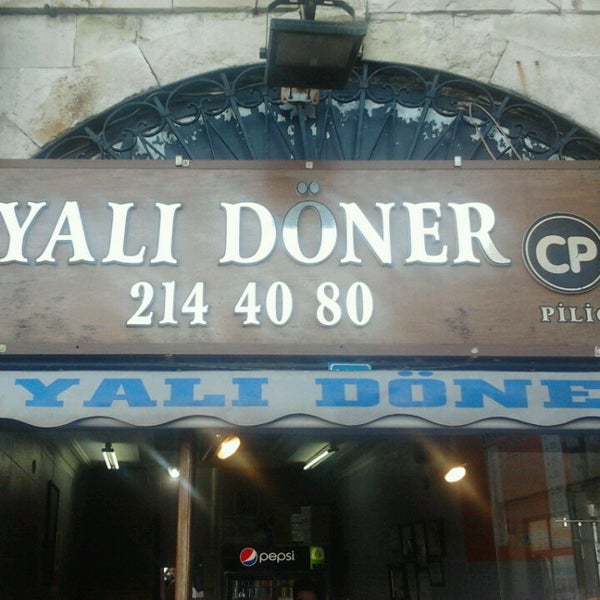 YALI DÖNER
214 40 80
CP
PİLİÇ
YALI DÖNE
pepsi